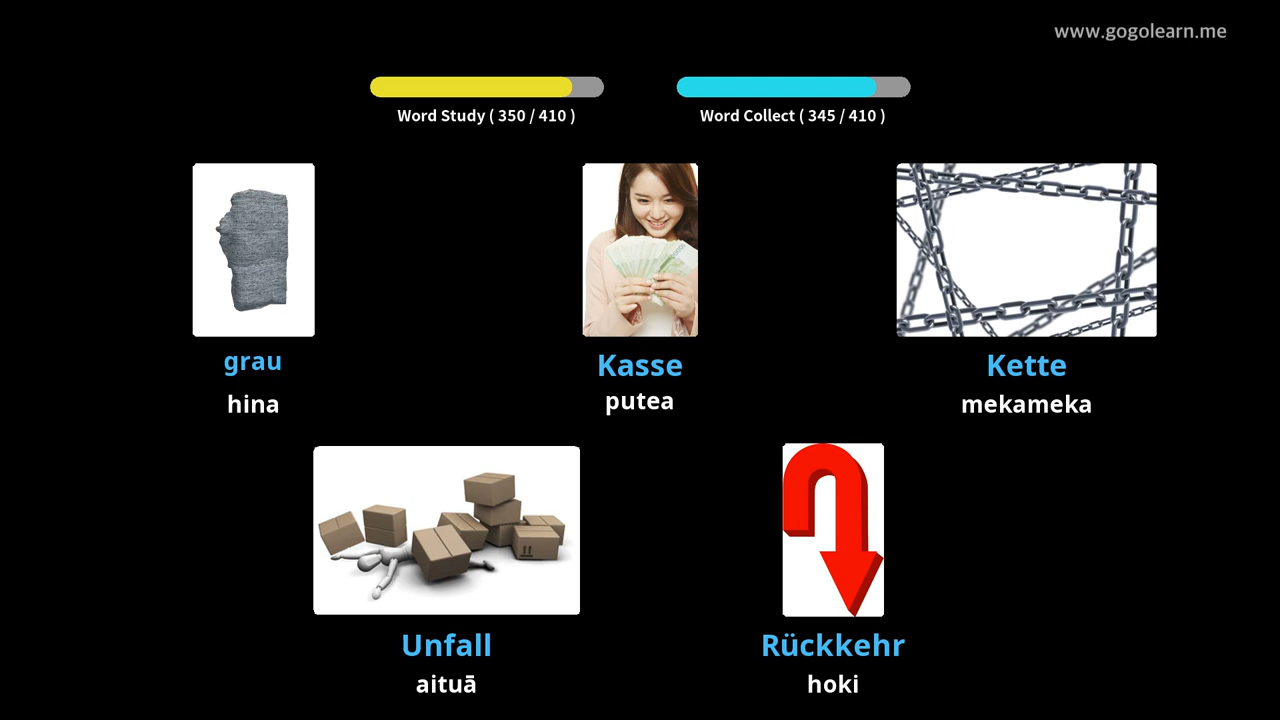 www.gogolearn.me
Word Study ( 350 / 410 )
Word Collect ( 345 / 410 )
grau
hina
Kasse
putea
Kette
mekameka
Unfall
aituā
Rückkehr
hoki